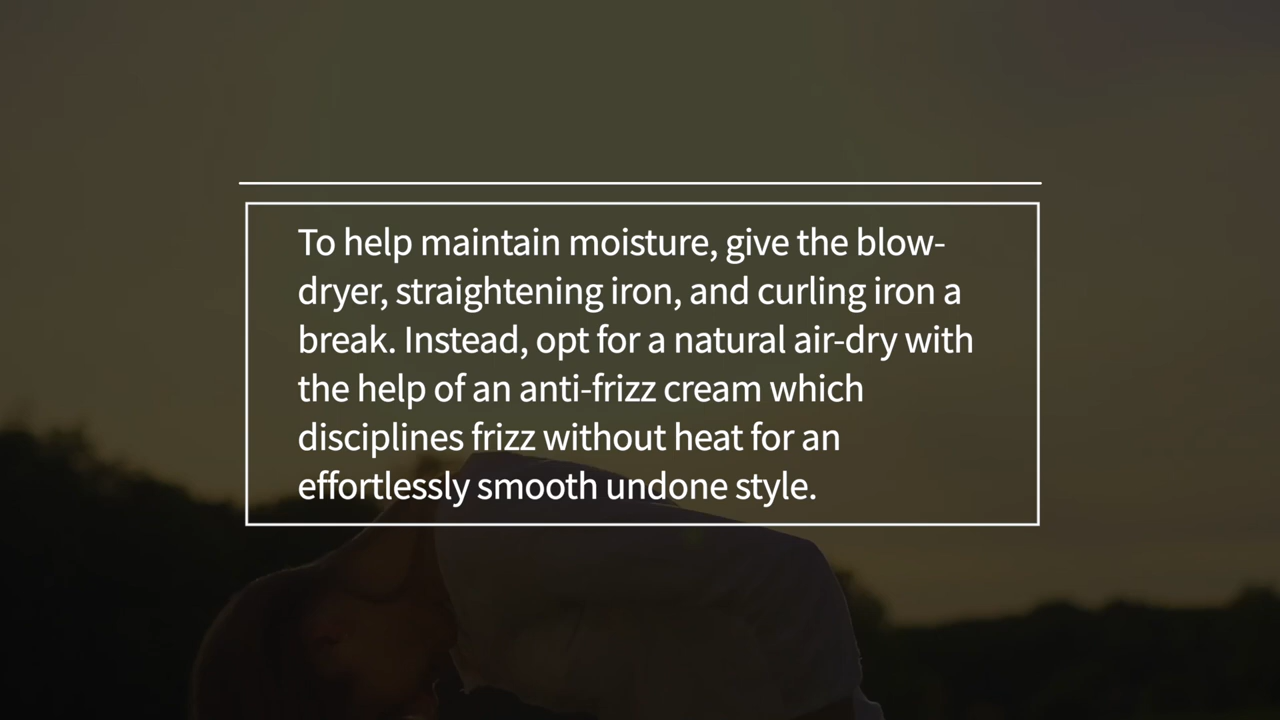 To help maintain moisture, give the blow-
dryer, straightening iron, and curling iron a
break. Instead, opt for a natural air-dry with
the help of an anti-frizz cream which
disciplines frizz without heat for an
effortlessly smooth undone style.